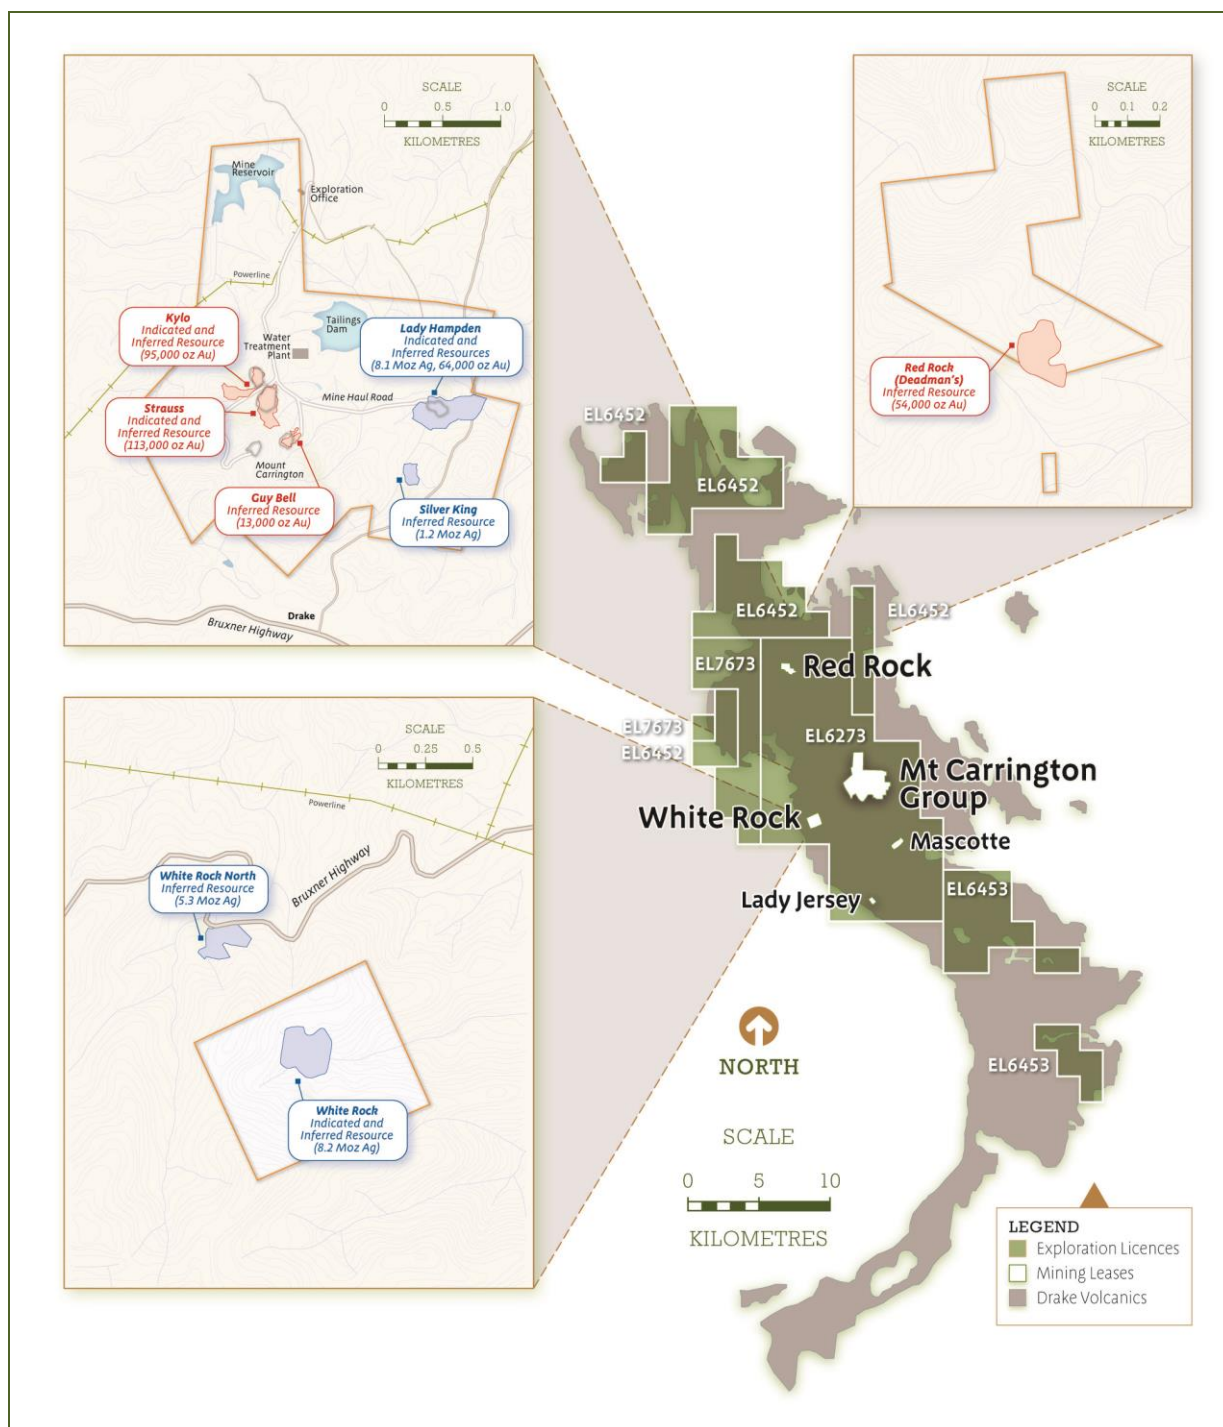 SCALE
0 0.5 1.0
KILOMETRES
Mine
Reservoir
Exploration
Office
Powerline
Kylo
Indicated and
Inferred Resource
(95,000 oz Au)
Water
Treatment
Plant
Tailings
Dam
Lady Hampden
Indicated and
Inferred Resources
(8.1 Moz Ag, 64,000 oz Au)
Strauss
Indicated and
Inferred Resource
(113,000 oz Au)
Mine Haul Road
Mount
Carrington
Guy Bell
Inferred Resource
(13,000 oz Au)
Silver King
Inferred Resource
(1.2 Moz Ag)
Drake
Bruxner Highway
SCALE
0 0.1 0.2
KILOMETRES
Red Rock
(Deadman's)
Inferred Resource
(54,000 oz Au)
SCALE
0 0.25 0.5
KILOMETRES
Powerline
Bruxner Highway
White Rock North
Inferred Resource
(5.3 Moz Ag)
White Rock
Indicated and
Inferred Resource
(8.2 Moz Ag)
EL6452
EL6452
EL6452
EL6452
EL7673
Red Rock
EL7673
EL6452
EL6273
Mt Carrington
Group
White Rock
Mascotte
Lady Jersey
EL6453
EL6453
NORTH
SCALE
0 5 10
KILOMETRES
LEGEND
Exploration Licences
Mining Leases
Drake Volcanics